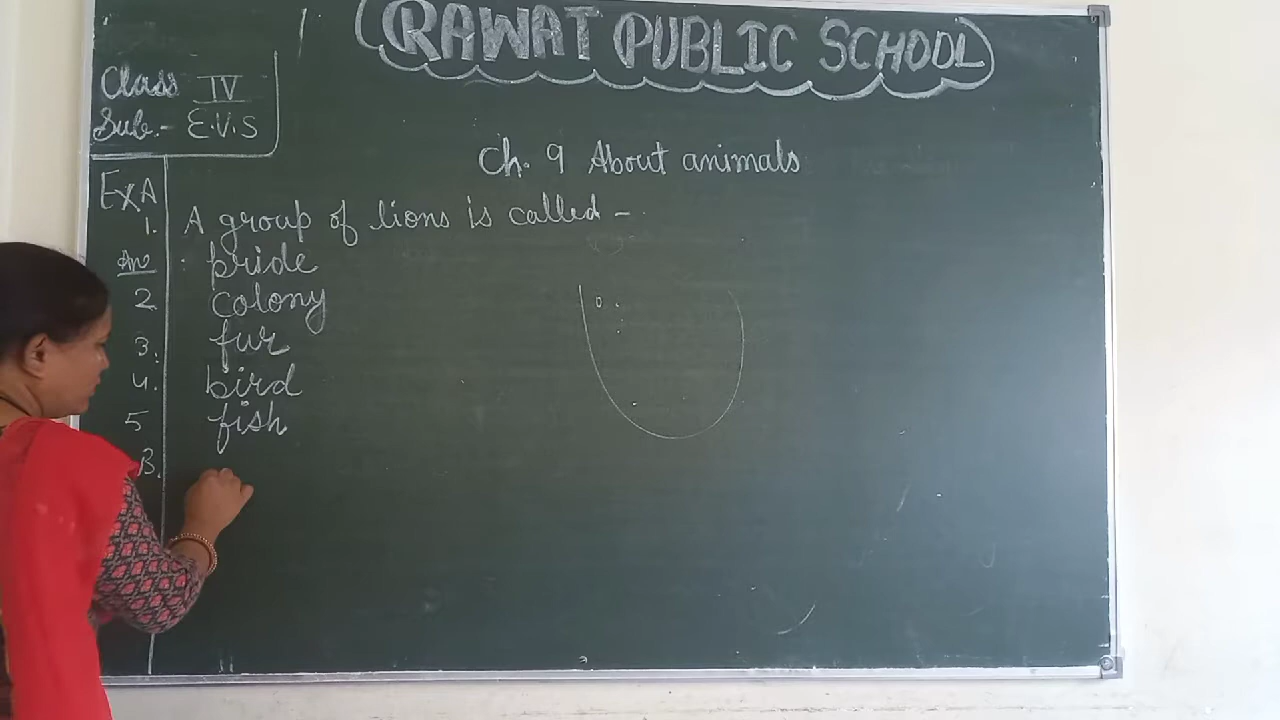 RAWAT PUBLIC SCHOOL
Class IV
Sub.- E.V.S
Ch. 9 About animals
Ex A
1. A group of lions is called -
Ans pride
2. colony
3. fur
4. bird
5 fish
B.